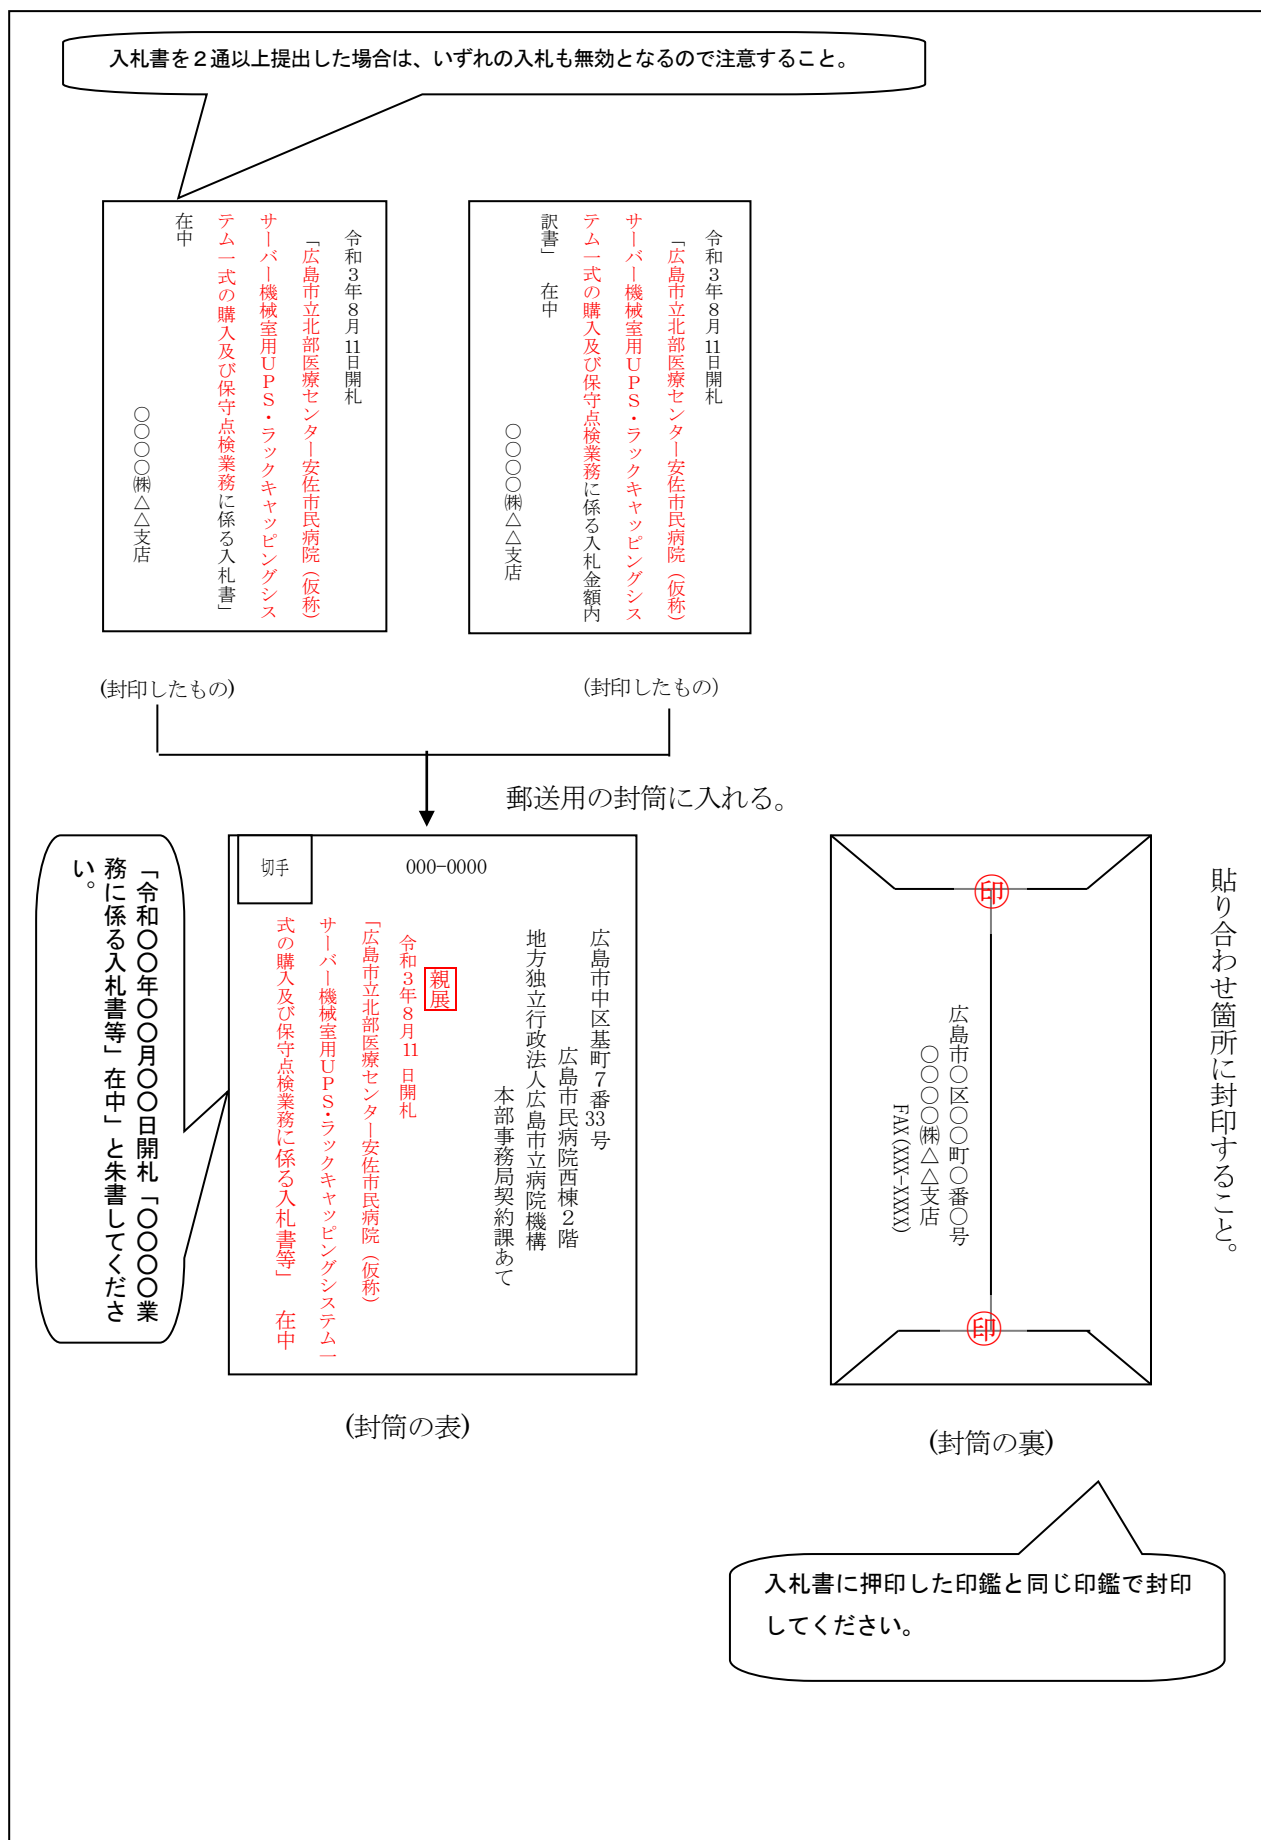 入札書を２通以上提出した場合は、いずれの入札も無効となるので注意すること。
令和３年８月11日開札
「広島市立北部医療センター安佐市民病院（仮称）
サーバー機械室用ＵＰＳ・ラックキャッピングシス
テム一式の購入及び保守点検業務に係る入札書」
在中
○○○○㈱△△支店
令和３年８月11日開札
「広島市立北部医療センター安佐市民病院（仮称）
サーバー機械室用ＵＰＳ・ラックキャッピングシス
テム一式の購入及び保守点検業務に係る入札金額内
訳書」　在中
○○○○㈱△△支店
(封印したもの)
(封印したもの)
郵送用の封筒に入れる。
「令和〇〇年〇〇月〇〇日開札「〇〇〇〇業
務に係る入札書等」在中」と朱書してくださ
い。
切手
000-0000
広島市中区基町７番33号
広島市民病院西棟２階
地方独立行政法人広島市立病院機構
本部事務局契約課あて
親展
令和３年８月11日開札
「広島市立北部医療センター安佐市民病院（仮称）
サーバー機械室用ＵＰＳ・ラックキャッピングシステム一
式の購入及び保守点検業務に係る入札書等」　在中
(封筒の表)
貼り合わせ箇所に封印すること。
印
広島市○区○○町○番○号
○○○○㈱△△支店
FAX(XXX-XXXX)
印
(封筒の裏)
入札書に押印した印鑑と同じ印鑑で封印
してください。